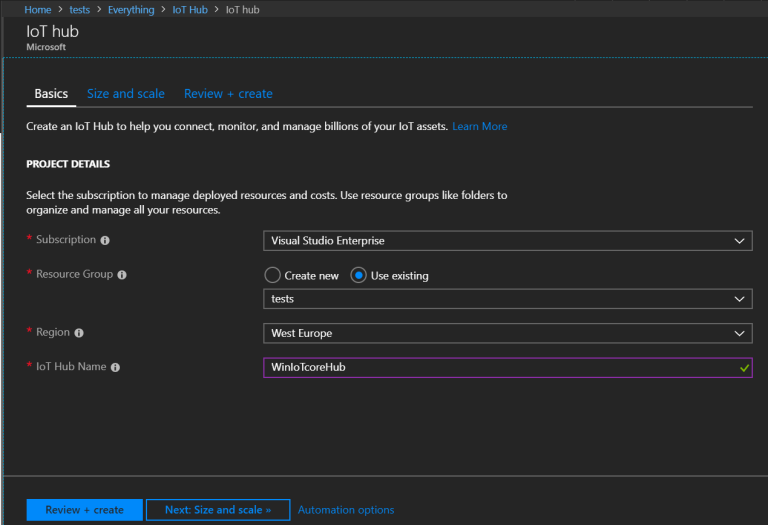 Home > tests > Everything > IoT Hub > IoT hub
IoT hub
Microsoft
Basics Size and scale Review + create
Create an IoT Hub to help you connect, monitor, and manage billions of your IoT assets. Learn More
PROJECT DETAILS
Select the subscription to manage deployed resources and costs. Use resource groups like folders to
organize and manage all your resources.
* Subscription Visual Studio Enterprise
* Resource Group Create new Use existing
tests
* Region West Europe
* IoT Hub Name WinIoTcoreHub
Review + create Next: Size and scale » Automation options